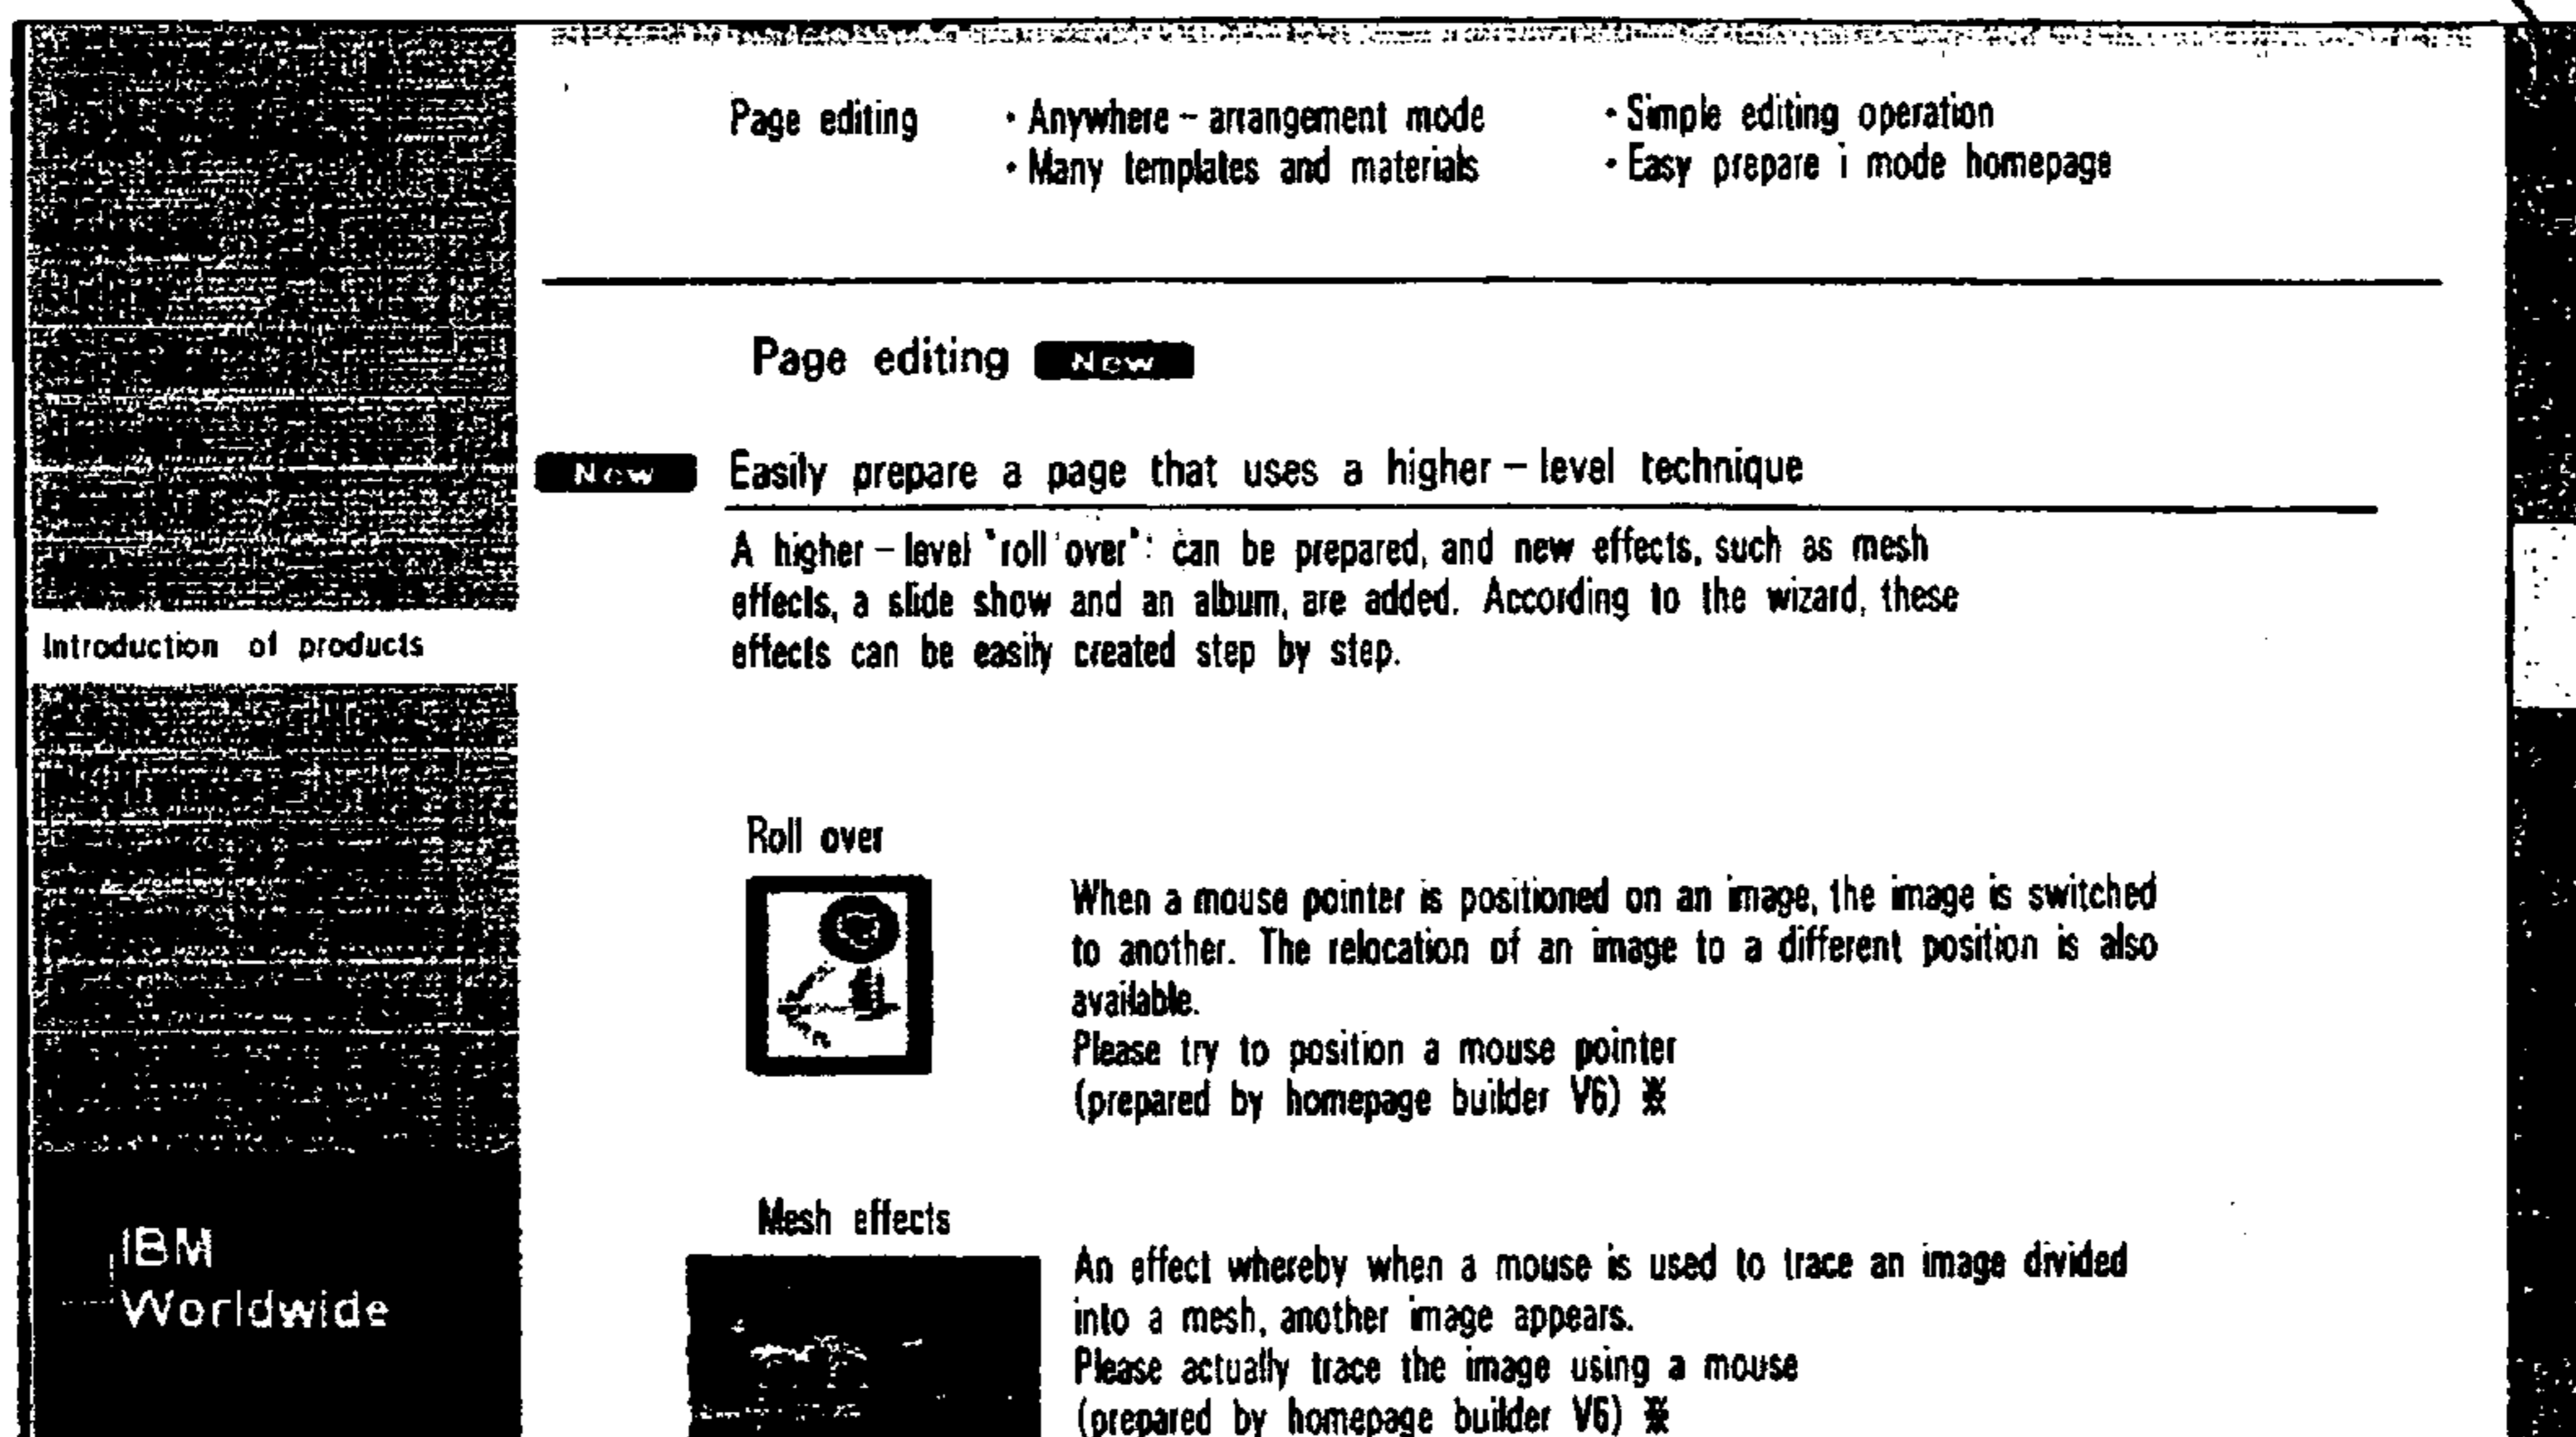 Page editing ・Anywhere – arrangement mode ・Simple editing operation
・Many templates and materials ・Easy prepare i mode homepage
Page editing New
New Easily prepare a page that uses a higher – level technique
A higher – level "roll over": can be prepared, and new effects, such as mesh
effects, a slide show and an album, are added. According to the wizard, these
effects can be easily created step by step.
Introduction of products
Roll over
When a mouse pointer is positioned on an image, the image is switched
to another. The relocation of an image to a different position is also
available.
Please try to position a mouse pointer
(prepared by homepage builder V6) ※
Mesh effects
An effect whereby when a mouse is used to trace an image divided
into a mesh, another image appears.
Please actually trace the image using a mouse
(prepared by homepage builder V6) ※
IBM
Worldwide